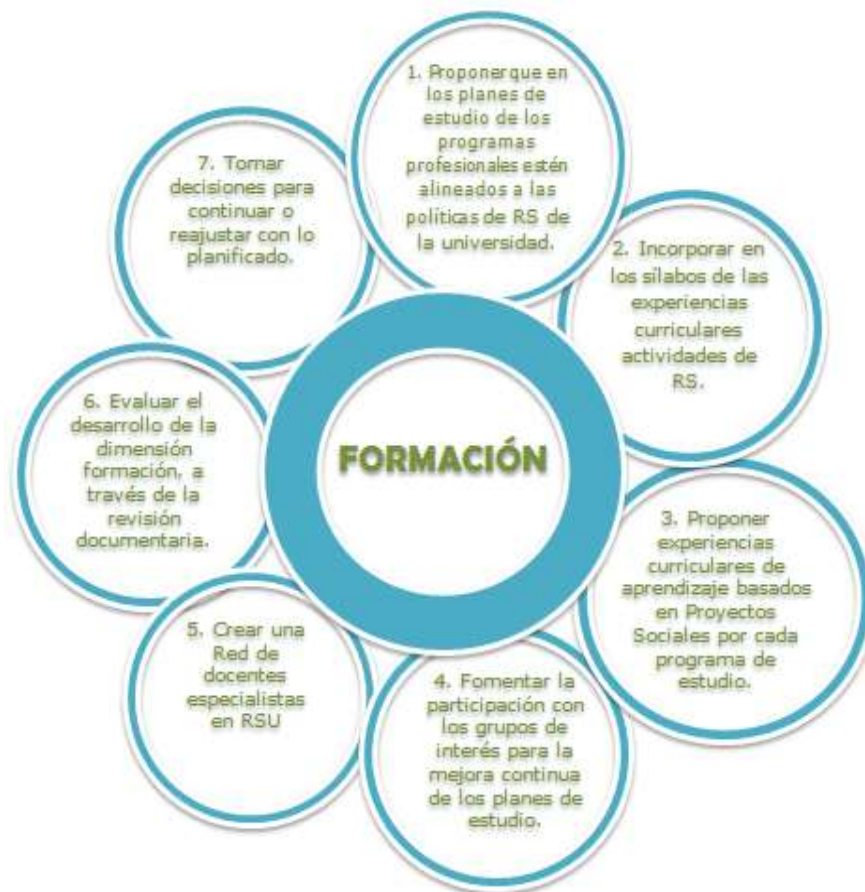 1. Proponer que en
los planes de
estudio de los
programas
profesionales estén
alineados a las
políticas de RS de
la universidad.
2. Incorporar en
los sílabos de las
experiencias
curriculares
actividades de
RS.
3. Proponer
experiencias
curriculares de
aprendizaje basados
en Proyectos
Sociales por cada
programa de
estudio.
4. Fomentar la
participación con
los grupos de
interés para la
mejora continua
de los planes de
estudio.
5. Crear una
Red de
docentes
especialistas
en RSU
6. Evaluar el
desarrollo de la
dimensión
formación, a
través de la
revisión
documentaria.
7. Tomar
decisiones para
continuar o
reajustar con lo
planificado.
FORMACIÓN